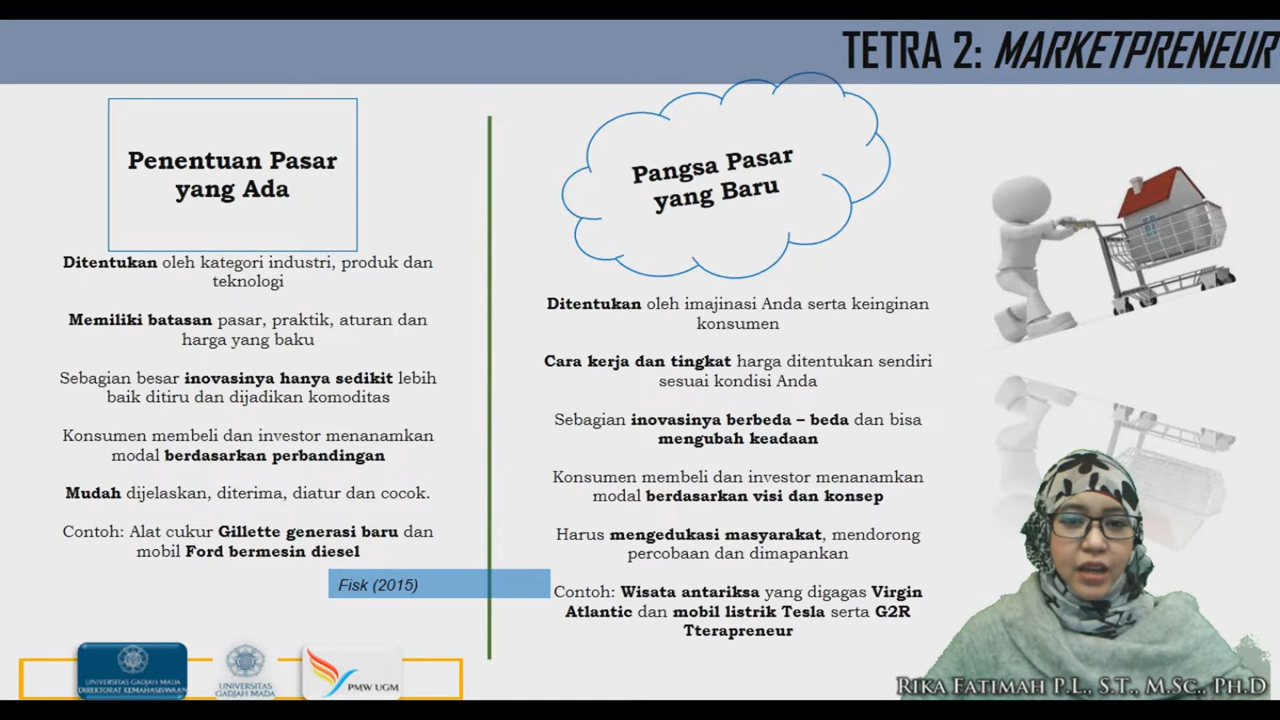 TETRA 2: MARKETPRENEUR
Penentuan Pasar
yang Ada
Ditentukan oleh kategori industri, produk dan
teknologi
Memiliki batasan pasar, praktik, aturan dan
harga yang baku
Sebagian besar inovasinya hanya sedikit lebih
baik ditiru dan dijadikan komoditas
Konsumen membeli dan investor menanamkan
modal berdasarkan perbandingan
Mudah dijelaskan, diterima, diatur dan cocok.
Contoh: Alat cukur Gillette generasi baru dan
mobil Ford bermesin diesel
Fisk (2015)
Pangsa Pasar
yang Baru
Ditentukan oleh imajinasi Anda serta keinginan
konsumen
Cara kerja dan tingkat harga ditentukan sendiri
sesuai kondisi Anda
Sebagian inovasinya berbeda – beda dan bisa
mengubah keadaan
Konsumen membeli dan investor menanamkan
modal berdasarkan visi dan konsep
Harus mengedukasi masyarakat, mendorong
percobaan dan dimapankan
Contoh: Wisata antariksa yang digagas Virgin
Atlantic dan mobil listrik Tesla serta G2R
Tterapreneur
UNIVERSITAS GADJAH MADA
DIREKTORAT KEMAHASISWAAN
UNIVERSITAS
GADJAH MADA
PMW UGM
RIKA FATIMAH P.L., S.T., M.SC., PH.D